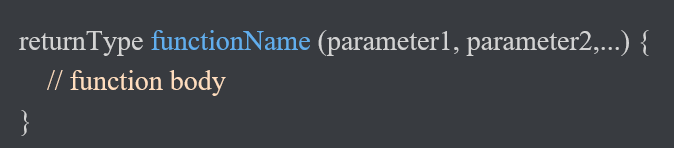 returnType functionName (parameter1, parameter2,...) {
// function body
}